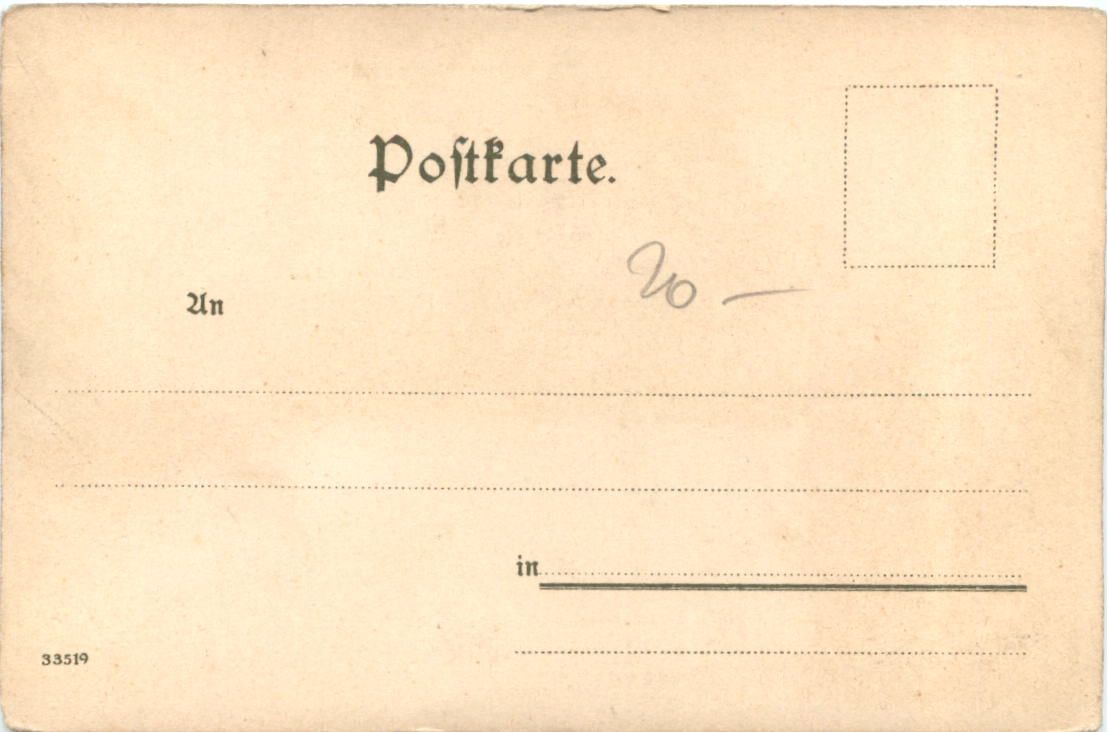 Poſtkarte.
20 —
An
in
33519